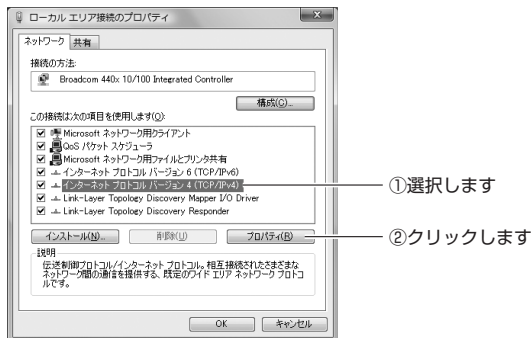 ローカル エリア接続のプロパティ
ネットワーク 共有
接続の方法:
Broadcom 440x 10/100 Integrated Controller
構成(C)...
この接続は次の項目を使用します(O):
Microsoft ネットワーク用クライアント
QoS パケット スケジューラ
Microsoft ネットワーク用ファイルとプリンタ共有
インターネット プロトコル バージョン 6 (TCP/IPv6)
インターネット プロトコル バージョン 4 (TCP/IPv4)
①選択します
Link-Layer Topology Discovery Mapper I/O Driver
Link-Layer Topology Discovery Responder
インストール(N)... 削除(U) プロパティ(R)
②クリックします
説明
伝送制御プロトコル/インターネット プロトコル。相互接続されたさまざまな
ネットワーク間の通信を提供する、既定のワイド エリア ネットワーク プロトコ
ルです。
OK キャンセル